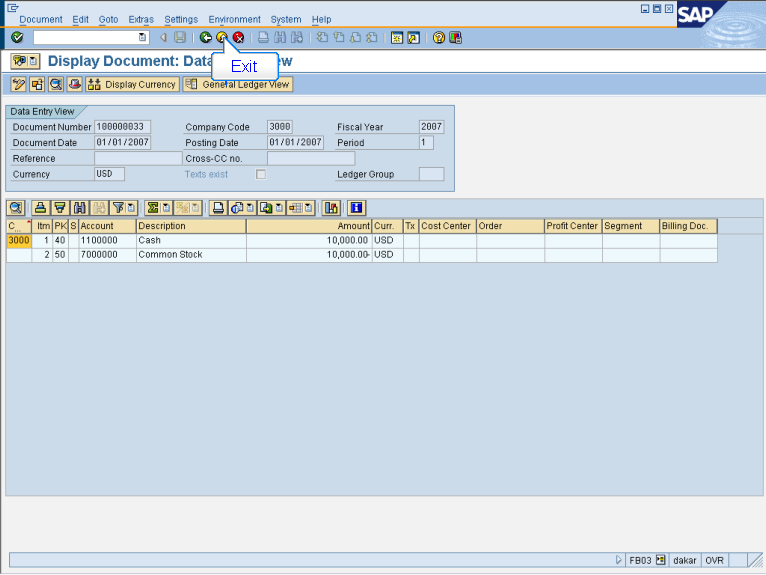 Document Edit Goto Extras Settings Environment System Help
SAP
Display Document: Data
w
Exit
Display Currency General Ledger View
Data Entry View
Document Number 100000033 Company Code 3000 Fiscal Year 2007
Document Date 01/01/2007 Posting Date 01/01/2007 Period 1
Reference Cross-CC no.
Currency USD Texts exist Ledger Group
C... Itm PK S Account Description Amount Curr. Tx Cost Center Order Profit Center Segment Billing Doc.
3000 1 40 1100000 Cash 10,000.00 USD
2 50 7000000 Common Stock 10,000.00- USD
FB03 dakar OVR